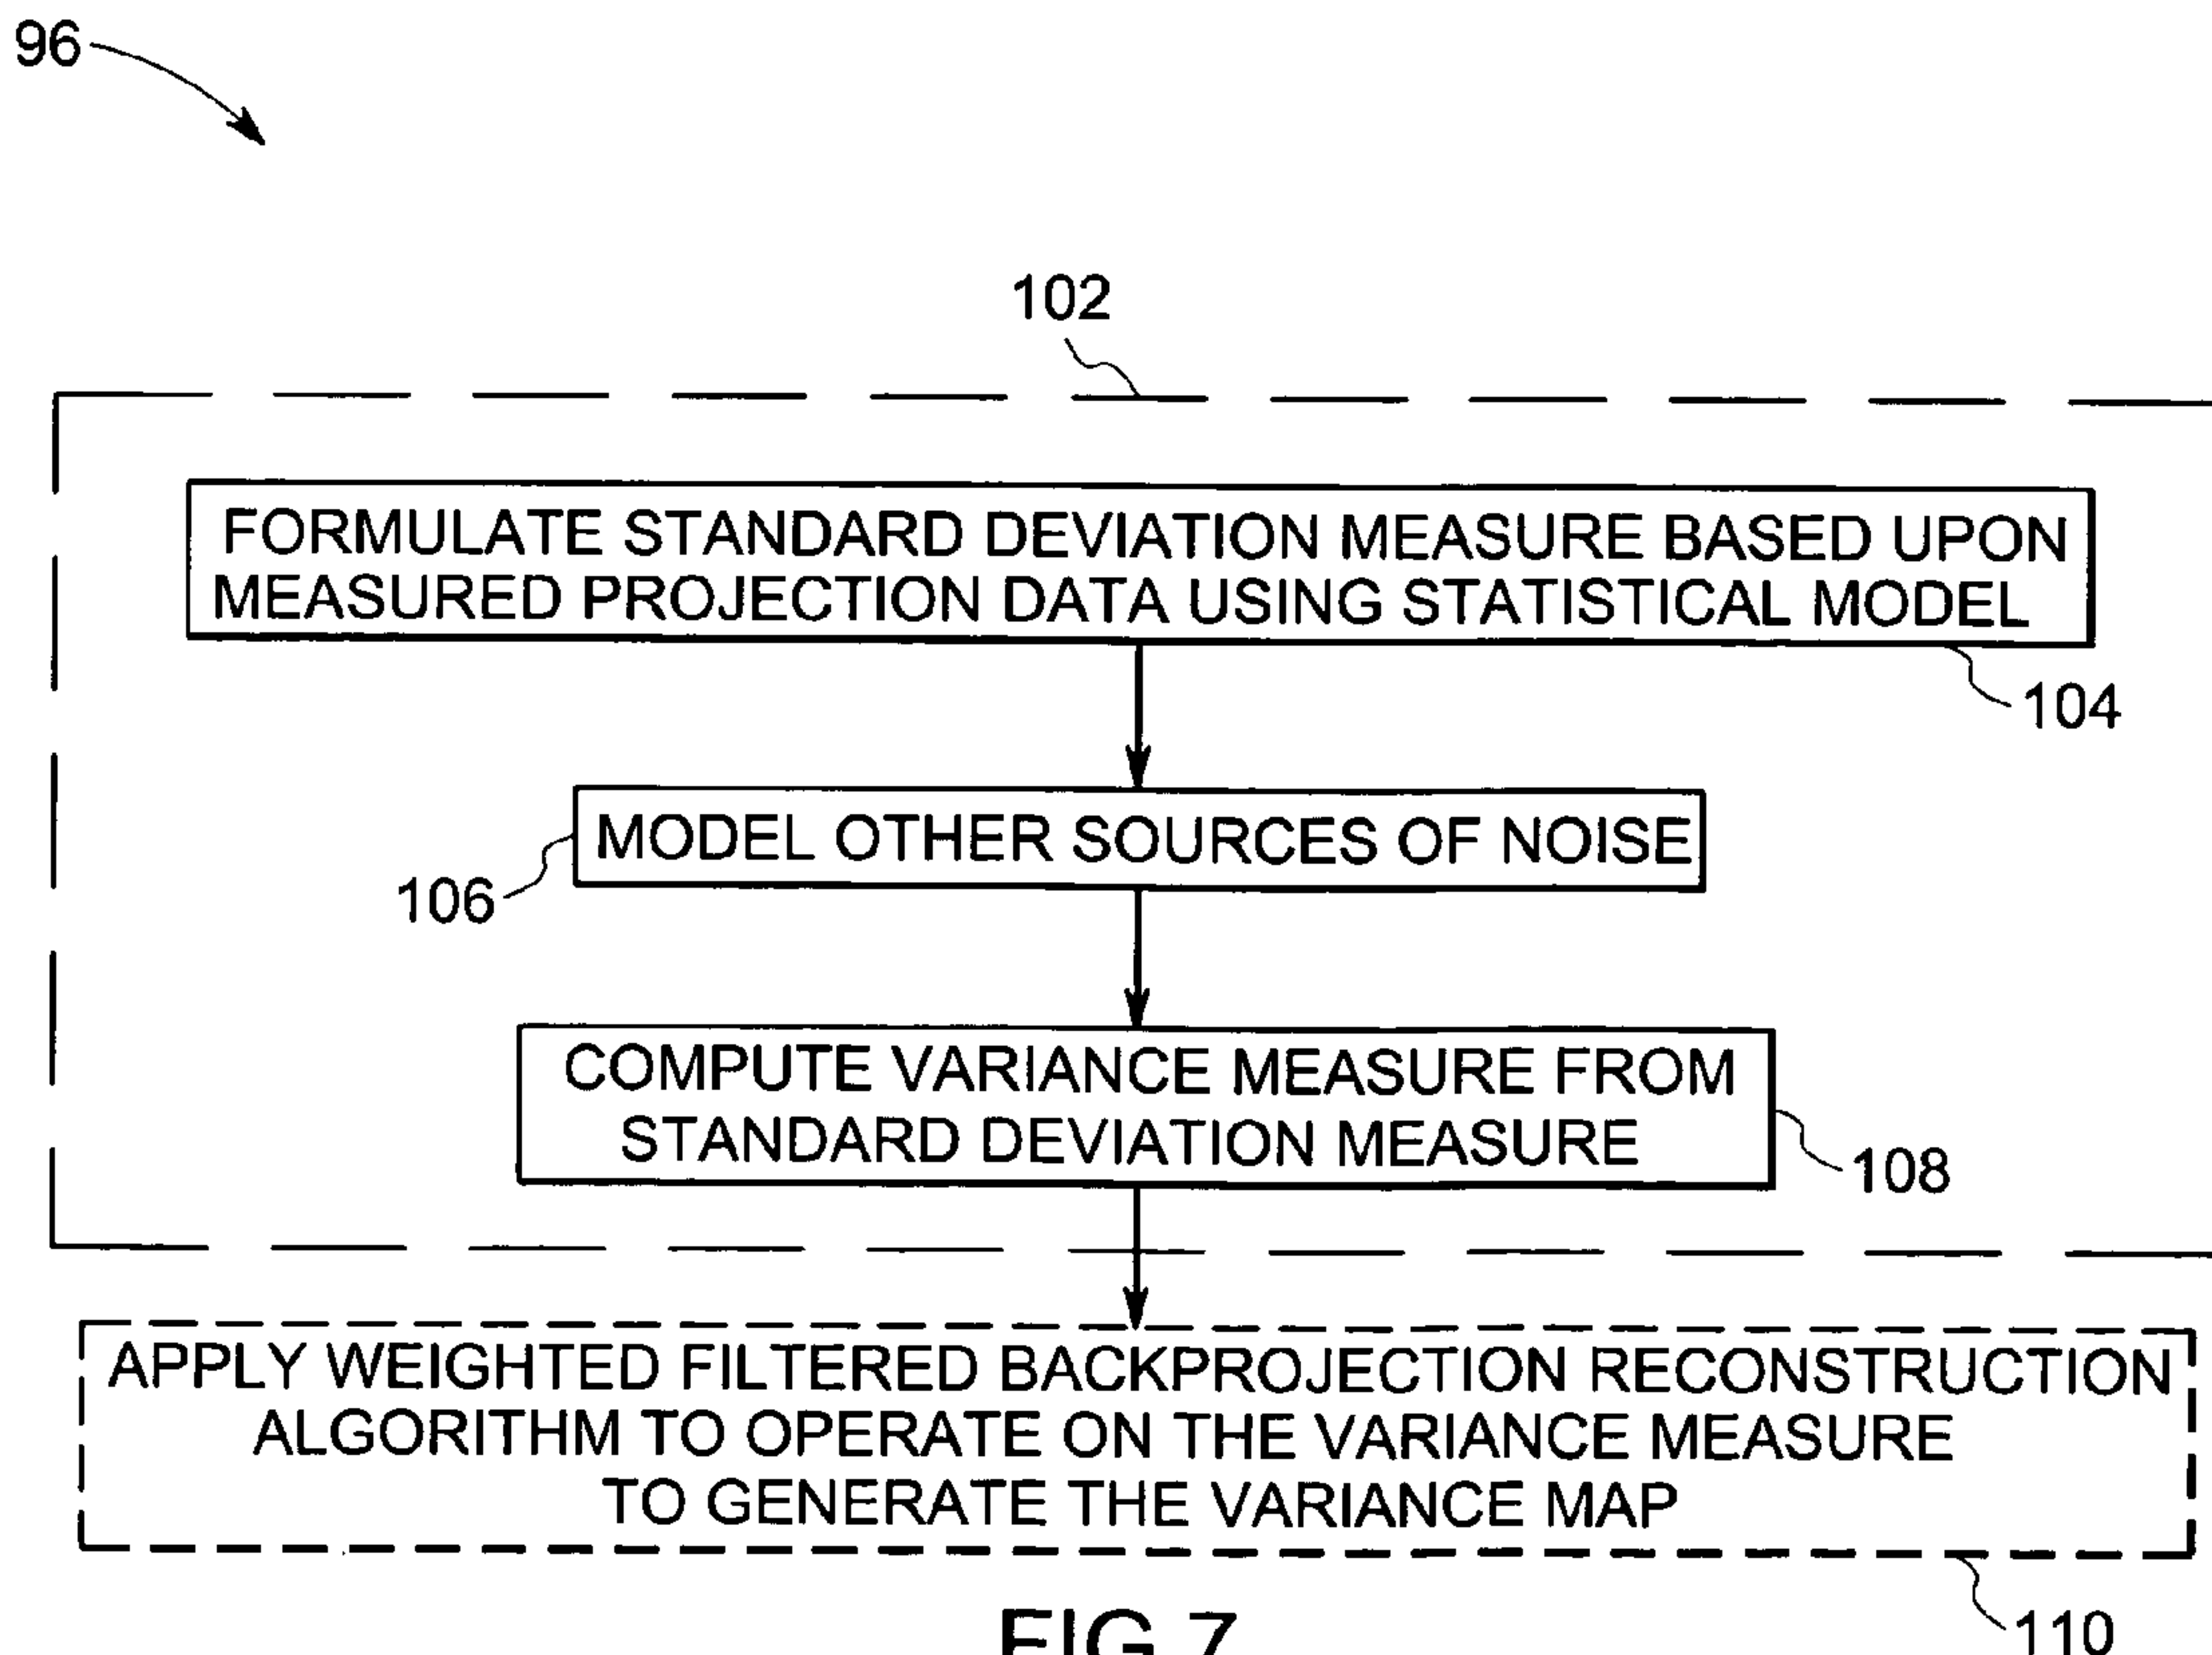 96
102
FORMULATE STANDARD DEVIATION MEASURE BASED UPON
MEASURED PROJECTION DATA USING STATISTICAL MODEL
104
MODEL OTHER SOURCES OF NOISE
106
COMPUTE VARIANCE MEASURE FROM
STANDARD DEVIATION MEASURE
108
APPLY WEIGHTED FILTERED BACKPROJECTION RECONSTRUCTION
ALGORITHM TO OPERATE ON THE VARIANCE MEASURE
TO GENERATE THE VARIANCE MAP
110
FIG.7